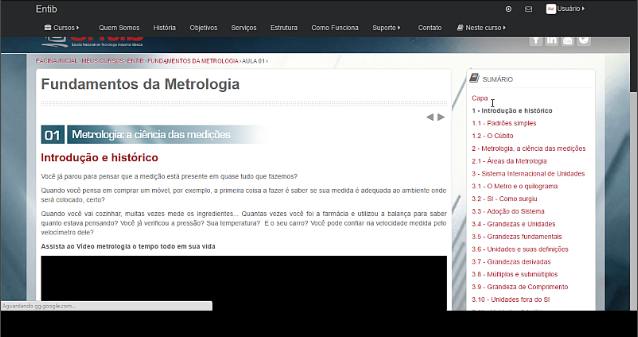 Entib
Usuário
Cursos Quem Somos História Objetivos Serviços Estrutura Como Funciona Suporte Contato Neste curso
PÁGINA INICIAL › MEUS CURSOS › ENTIB › FUNDAMENTOS DA METROLOGIA › AULA 01 ›
Fundamentos da Metrologia
01 Metrologia: a ciência das medições
Introdução e histórico
Você já parou para pensar que a medição está presente em quase tudo que fazemos?
Quando você pensa em comprar um móvel, por exemplo, a primeira coisa a fazer é saber se sua medida é adequada ao ambiente onde
será colocado, certo?
Quando você vai cozinhar, muitas vezes mede os ingredientes... Quantas vezes você foi a farmácia e utilizou a balança para saber
quanto estava pensando? Você já verificou a pressão? Sua temperatura? E o seu carro? Você pode confiar na velocidade medida pelo
velocímetro dele?
Assista ao Vídeo metrologia o tempo todo em sua vida
Aguardando gg.google.com...
SUMÁRIO
Capa
1 - Introdução e histórico
1.1 - Padrões simples
1.2 - O Cúbito
2 - Metrologia, a ciência das medições
2.1 - Áreas da Metrologia
3 - Sistema Internacional de Unidades
3.1 - O Metro e o quilograma
3.2 - SI - Como surgiu
3.3 - Adoção do Sistema
3.4 - Grandezas e Unidades
3.5 - Grandezas fundamentais
3.6 - Unidades e suas definições
3.7 - Grandezas derivadas
3.8 - Múltiplos e submúltiplos
3.9 - Grandeza de Comprimento
3.10 - Unidades fora do SI